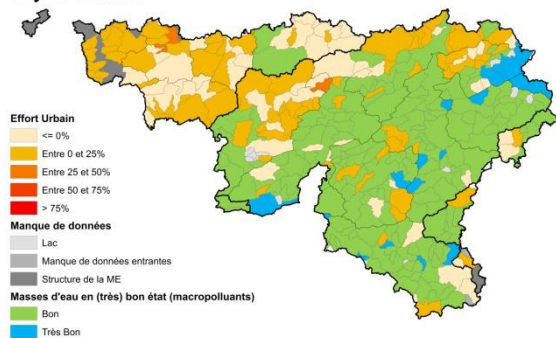 Effort Urbain
<= 0%
Entre 0 et 25%
Entre 25 et 50%
Entre 50 et 75%
> 75%
Manque de données
Lac
Manque de données entrantes
Structure de la ME
Masses d'eau en (très) bon état (macropolluants)
Bon
Très Bon